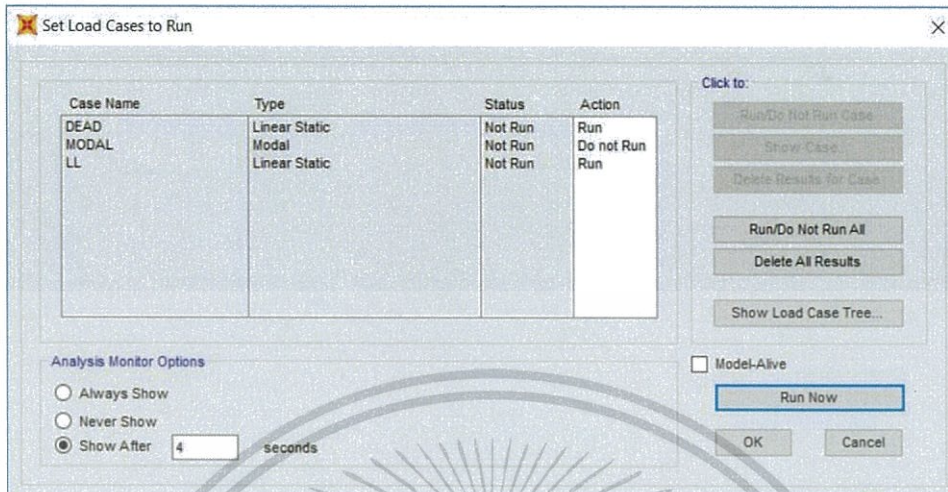 Set Load Cases to Run
Case Name Type Status Action
DEAD Linear Static Not Run Run
MODAL Modal Not Run Do not Run
LL Linear Static Not Run Run
Click to:
Run/Do Not Run Case
Show Case...
Delete Results for Case
Run/Do Not Run All
Delete All Results
Show Load Case Tree...
Analysis Monitor Options
Always Show
Never Show
Show After 4 seconds
Model-Alive
Run Now
OK Cancel